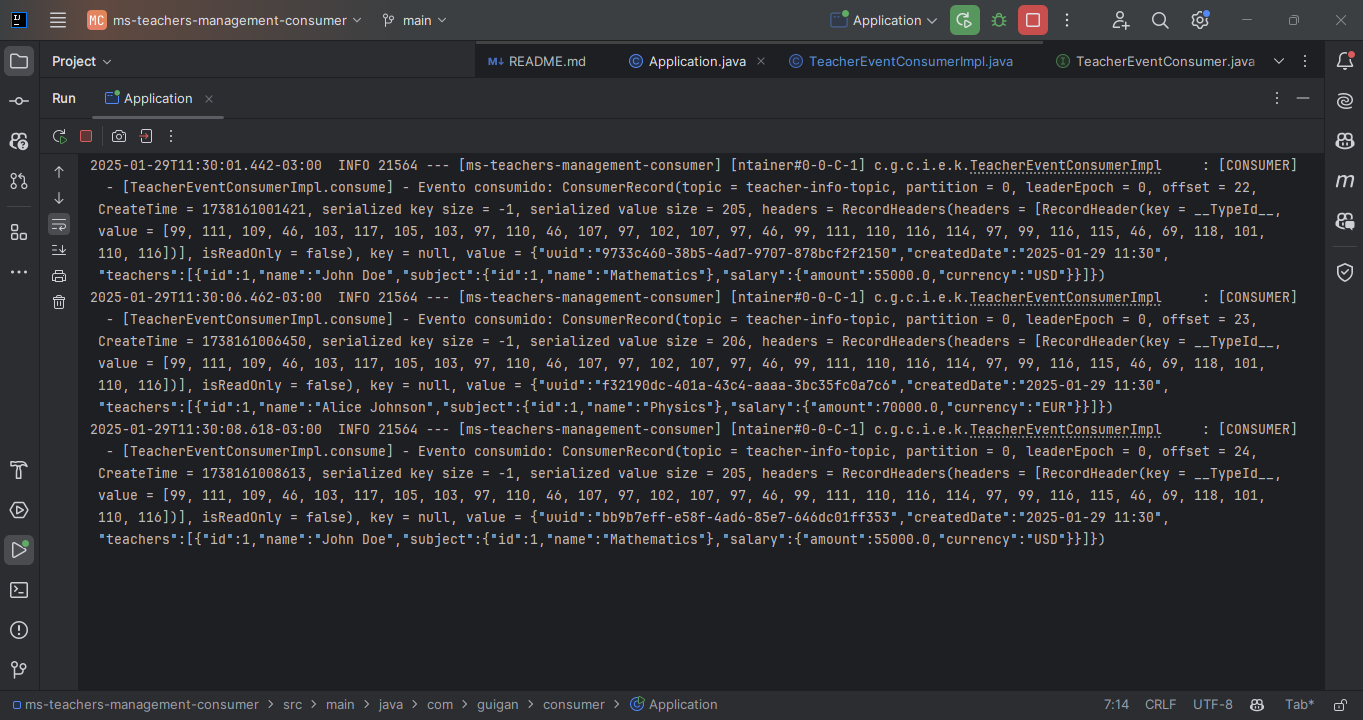 MC ms-teachers-management-consumer main Application
Project README.md Application.java TeacherEventConsumerImpl.java TeacherEventConsumer.java
Run Application
2025-01-29T11:30:01.442-03:00  INFO 21564 --- [ms-teachers-management-consumer] [ntainer#0-0-C-1] c.g.c.i.e.k.TeacherEventConsumerImpl     : [CONSUMER]
- [TeacherEventConsumerImpl.consume] - Evento consumido: ConsumerRecord(topic = teacher-info-topic, partition = 0, leaderEpoch = 0, offset = 22,
CreateTime = 1738161001421, serialized key size = -1, serialized value size = 205, headers = RecordHeaders(headers = [RecordHeader(key = __TypeId__,
value = [99, 111, 109, 46, 103, 117, 105, 103, 97, 110, 46, 107, 97, 102, 107, 97, 46, 99, 111, 110, 116, 114, 97, 99, 116, 115, 46, 69, 118, 101,
110, 116])], isReadOnly = false), key = null, value = {"uuid":"9733c460-38b5-4ad7-9707-878bcf2f2150","createdDate":"2025-01-29 11:30",
"teachers":[{"id":1,"name":"John Doe","subject":{"id":1,"name":"Mathematics"},"salary":{"amount":55000.0,"currency":"USD"}}]})
2025-01-29T11:30:06.462-03:00  INFO 21564 --- [ms-teachers-management-consumer] [ntainer#0-0-C-1] c.g.c.i.e.k.TeacherEventConsumerImpl     : [CONSUMER]
- [TeacherEventConsumerImpl.consume] - Evento consumido: ConsumerRecord(topic = teacher-info-topic, partition = 0, leaderEpoch = 0, offset = 23,
CreateTime = 1738161006450, serialized key size = -1, serialized value size = 206, headers = RecordHeaders(headers = [RecordHeader(key = __TypeId__,
value = [99, 111, 109, 46, 103, 117, 105, 103, 97, 110, 46, 107, 97, 102, 107, 97, 46, 99, 111, 110, 116, 114, 97, 99, 116, 115, 46, 69, 118, 101,
110, 116])], isReadOnly = false), key = null, value = {"uuid":"f32190dc-401a-43c4-aaaa-3bc35fc0a7c6","createdDate":"2025-01-29 11:30",
"teachers":[{"id":1,"name":"Alice Johnson","subject":{"id":1,"name":"Physics"},"salary":{"amount":70000.0,"currency":"EUR"}}]})
2025-01-29T11:30:08.618-03:00  INFO 21564 --- [ms-teachers-management-consumer] [ntainer#0-0-C-1] c.g.c.i.e.k.TeacherEventConsumerImpl     : [CONSUMER]
- [TeacherEventConsumerImpl.consume] - Evento consumido: ConsumerRecord(topic = teacher-info-topic, partition = 0, leaderEpoch = 0, offset = 24,
CreateTime = 1738161008613, serialized key size = -1, serialized value size = 205, headers = RecordHeaders(headers = [RecordHeader(key = __TypeId__,
value = [99, 111, 109, 46, 103, 117, 105, 103, 97, 110, 46, 107, 97, 102, 107, 97, 46, 99, 111, 110, 116, 114, 97, 99, 116, 115, 46, 69, 118, 101,
110, 116])], isReadOnly = false), key = null, value = {"uuid":"bb9b7eff-e58f-4ad6-85e7-646dc01ff353","createdDate":"2025-01-29 11:30",
"teachers":[{"id":1,"name":"John Doe","subject":{"id":1,"name":"Mathematics"},"salary":{"amount":55000.0,"currency":"USD"}}]})
ms-teachers-management-consumer > src > main > java > com > guigan > consumer > Application 7:14 CRLF UTF-8 Tab*